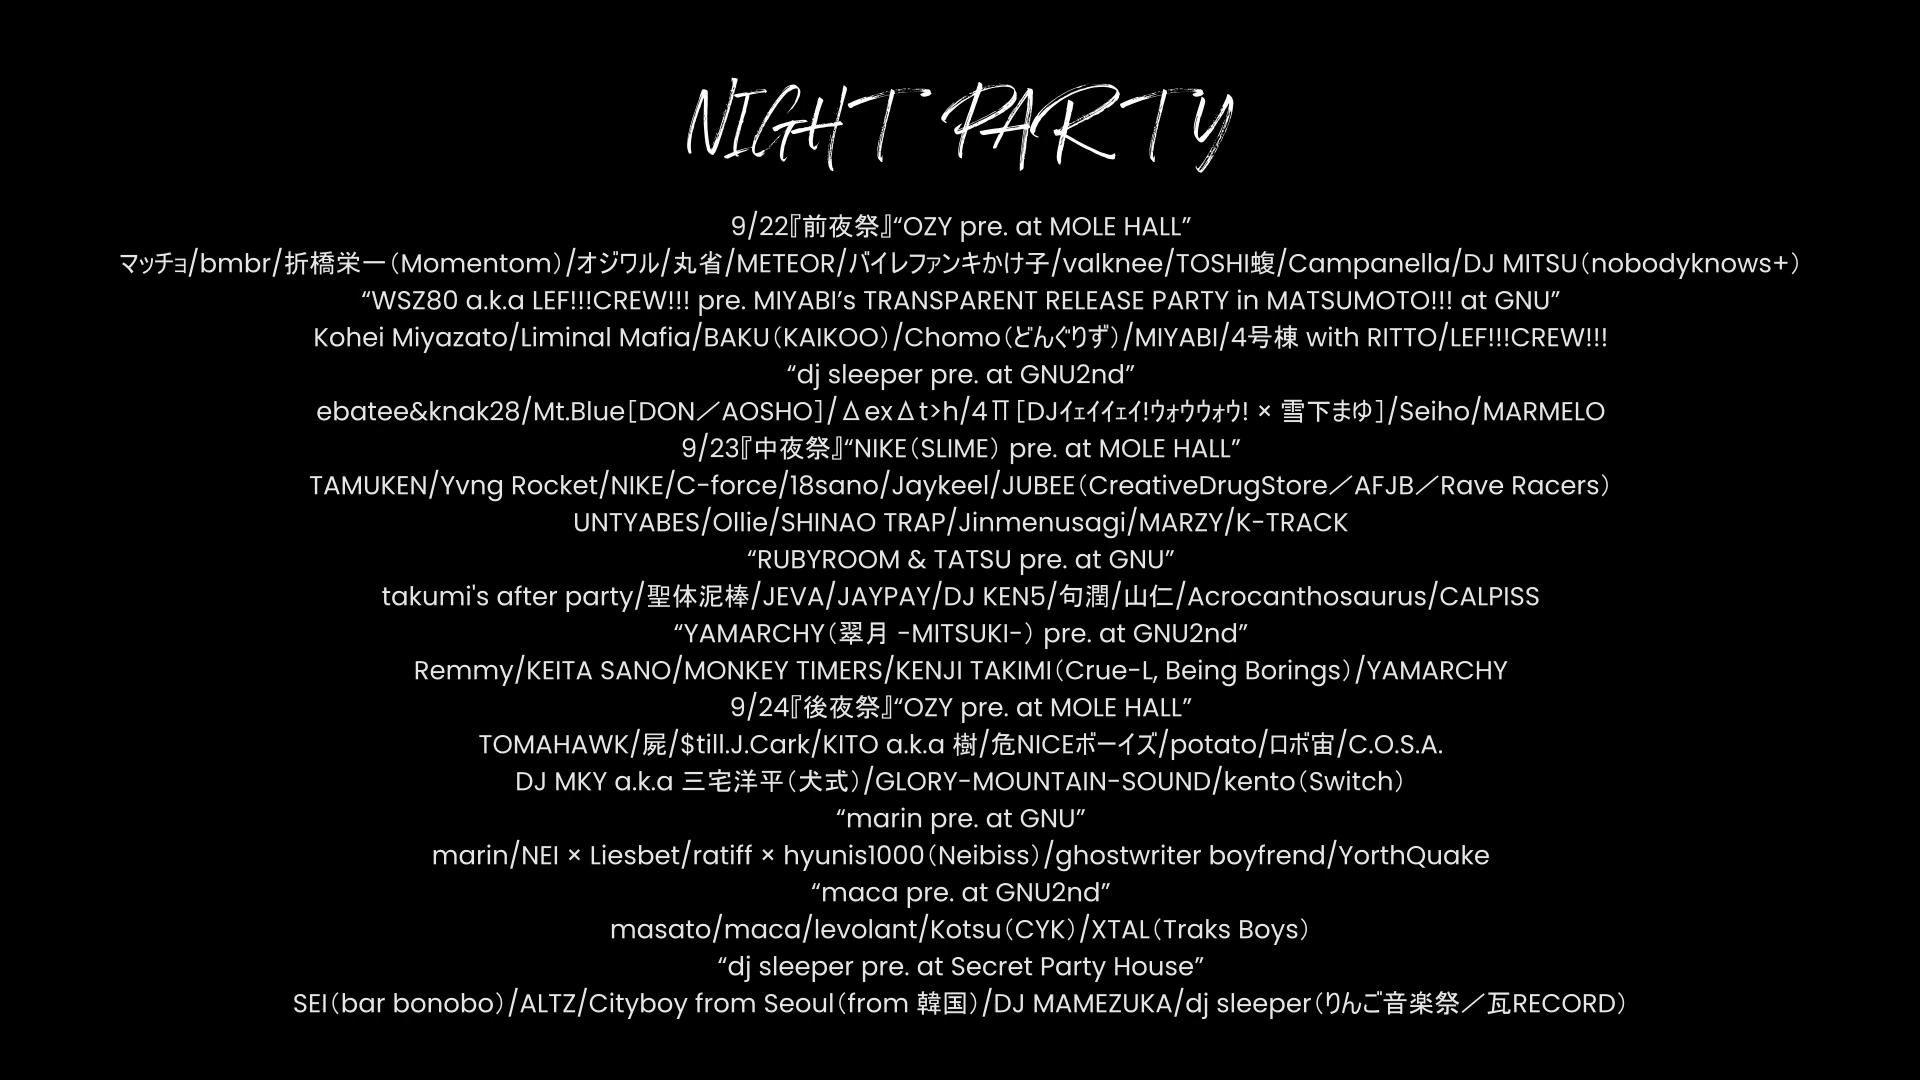 NIGHT PARTY
9/22『前夜祭』“OZY pre. at MOLE HALL”
マッチョ/bmbr/折橋栄一（Momentom）/オジワル/丸省/METEOR/バイレファンキかけ子/valknee/TOSHI蝮/Campanella/DJ MITSU（nobodyknows+）
“WSZ80 a.k.a LEF!!!CREW!!! pre. MIYABI’s TRANSPARENT RELEASE PARTY in MATSUMOTO!!! at GNU”
Kohei Miyazato/Liminal Mafia/BAKU（KAIKOO）/Chomo（どんぐりず）/MIYABI/4号棟 with RITTO/LEF!!!CREW!!!
“dj sleeper pre. at GNU2nd”
ebatee&knak28/Mt.Blue［DON／AOSHO］/ΔexΔt>h/4∏［DJｲｪｲｲｪｲ!ｳｫｳｳｫｳ! × 雪下まゆ］/Seiho/MARMELO
9/23『中夜祭』“NIKE（SLIME） pre. at MOLE HALL”
TAMUKEN/Yvng Rocket/NIKE/C-force/18sano/Jaykeel/JUBEE（CreativeDrugStore／AFJB／Rave Racers）
UNTYABES/Ollie/SHINAO TRAP/Jinmenusagi/MARZY/K-TRACK
“RUBYROOM & TATSU pre. at GNU”
takumi's after party/聖体泥棒/JEVA/JAYPAY/DJ KEN5/句潤/山仁/Acrocanthosaurus/CALPISS
“YAMARCHY（翠月 -MITSUKI-） pre. at GNU2nd”
Remmy/KEITA SANO/MONKEY TIMERS/KENJI TAKIMI（Crue-L, Being Borings）/YAMARCHY
9/24『後夜祭』“OZY pre. at MOLE HALL”
TOMAHAWK/屍/$till.J.Cark/KITO a.k.a 樹/危NICEボーイズ/potato/ロボ宙/C.O.S.A.
DJ MKY a.k.a 三宅洋平（犬式）/GLORY-MOUNTAIN-SOUND/kento（Switch）
“marin pre. at GNU”
marin/NEI × Liesbet/ratiff × hyunis1000（Neibiss）/ghostwriter boyfrend/YorthQuake
“maca pre. at GNU2nd”
masato/maca/levolant/Kotsu（CYK）/XTAL（Traks Boys）
“dj sleeper pre. at Secret Party House”
SEI（bar bonobo）/ALTZ/Cityboy from Seoul（from 韓国）/DJ MAMEZUKA/dj sleeper（りんご音楽祭／瓦RECORD）